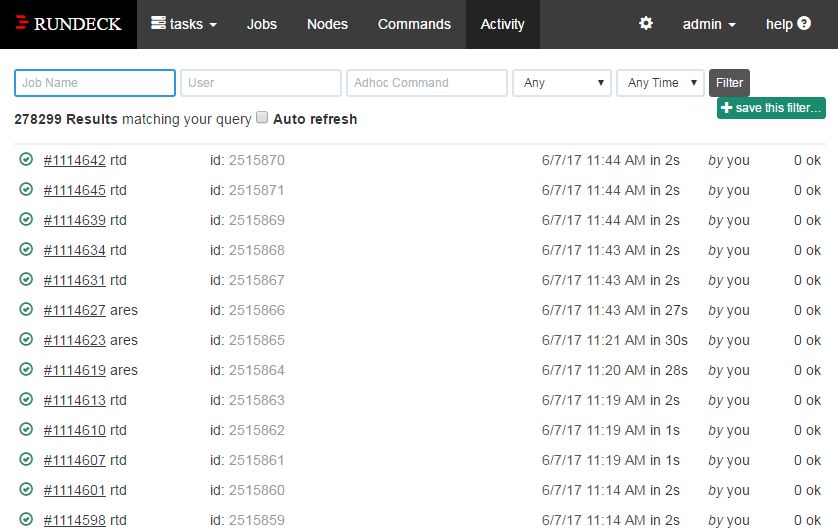 RUNDECK tasks Jobs Nodes Commands Activity admin help
Job Name User Adhoc Command Any Any Time Filter
save this filter...
278299 Results matching your query Auto refresh
#1114642 rtd id: 2515870 6/7/17 11:44 AM in 2s by you 0 ok
#1114645 rtd id: 2515871 6/7/17 11:44 AM in 2s by you 0 ok
#1114639 rtd id: 2515869 6/7/17 11:44 AM in 2s by you 0 ok
#1114634 rtd id: 2515868 6/7/17 11:43 AM in 2s by you 0 ok
#1114631 rtd id: 2515867 6/7/17 11:43 AM in 2s by you 0 ok
#1114627 ares id: 2515866 6/7/17 11:43 AM in 27s by you 0 ok
#1114623 ares id: 2515865 6/7/17 11:21 AM in 30s by you 0 ok
#1114619 ares id: 2515864 6/7/17 11:20 AM in 28s by you 0 ok
#1114613 rtd id: 2515863 6/7/17 11:19 AM in 2s by you 0 ok
#1114610 rtd id: 2515862 6/7/17 11:19 AM in 1s by you 0 ok
#1114607 rtd id: 2515861 6/7/17 11:19 AM in 1s by you 0 ok
#1114601 rtd id: 2515860 6/7/17 11:14 AM in 2s by you 0 ok
#1114598 rtd id: 2515859 6/7/17 11:14 AM in 2s by you 0 ok